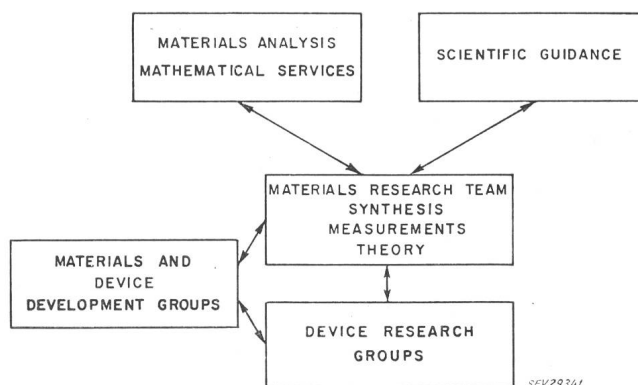 MATERIALS ANALYSIS
MATHEMATICAL SERVICES
SCIENTIFIC GUIDANCE
MATERIALS RESEARCH TEAM
SYNTHESIS
MEASUREMENTS
THEORY
MATERIALS AND
DEVICE
DEVELOPMENT GROUPS
DEVICE RESEARCH
GROUPS
SEV29341